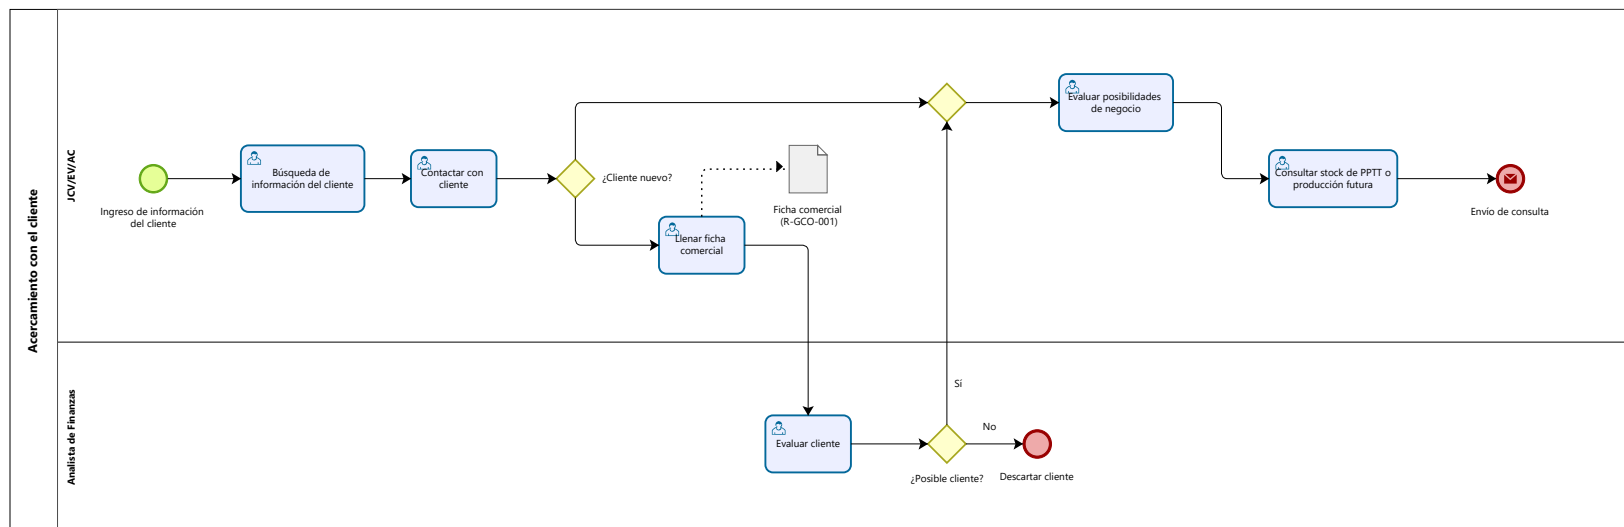 Acercamiento con el cliente
JCV/EV/AC
Ingreso de información
del cliente
Búsqueda de
información del cliente
Contactar con
cliente
¿Cliente nuevo?
Llenar ficha
comercial
Ficha comercial
(R-GCO-001)
Evaluar posibilidades
de negocio
Consultar stock de PPTT o
producción futura
Envío de consulta
Analista de Finanzas
Evaluar cliente
¿Posible cliente?
Sí
No
Descartar cliente